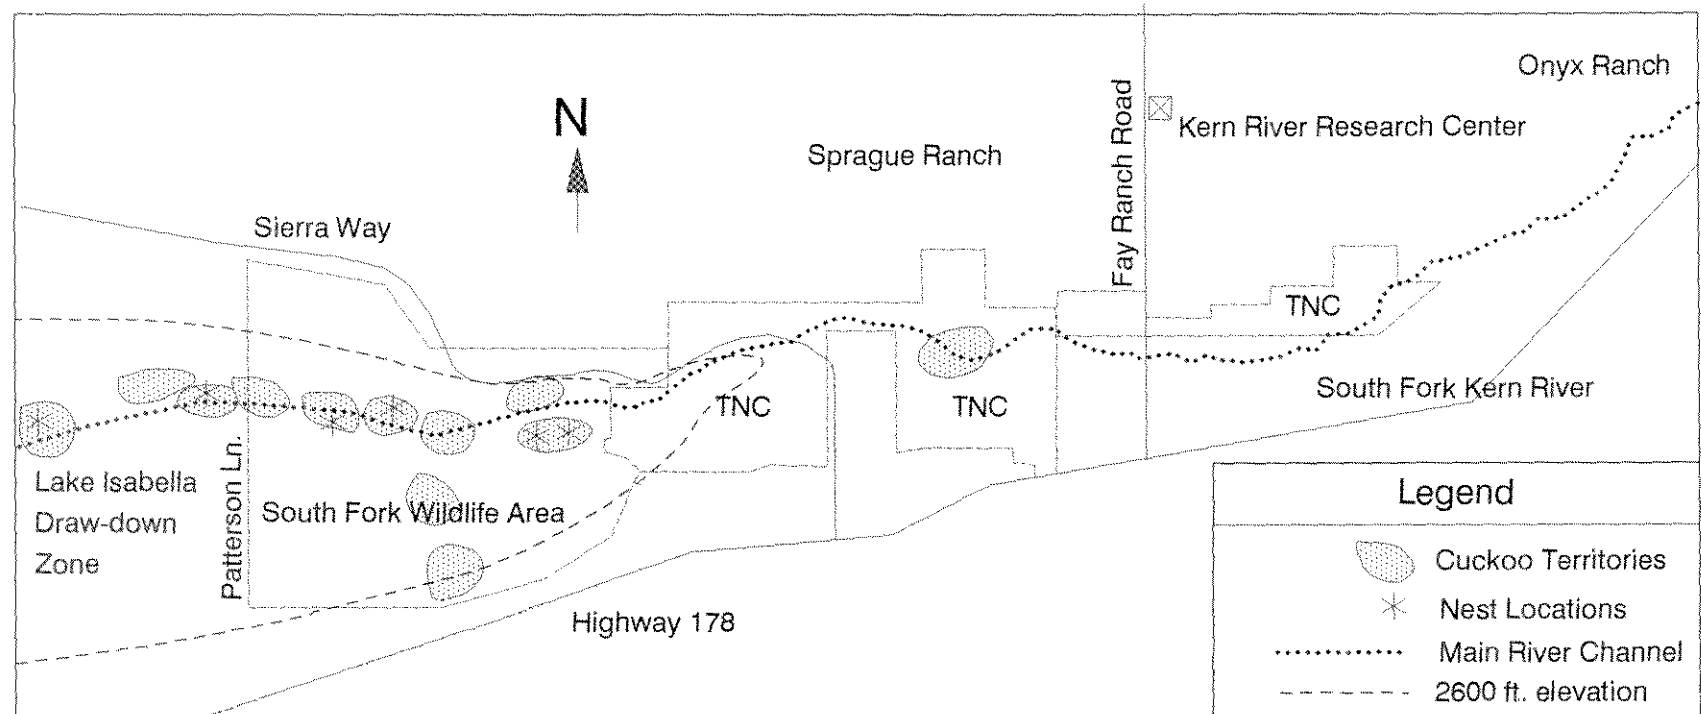 Onyx Ranch
N
Fay Ranch Road
Kern River Research Center
Sprague Ranch
Sierra Way
TNC
TNC
TNC
South Fork Kern River
Lake Isabella
Draw-down
Zone
Patterson Ln.
South Fork Wildlife Area
Highway 178
Legend
Cuckoo Territories
Nest Locations
Main River Channel
2600 ft. elevation